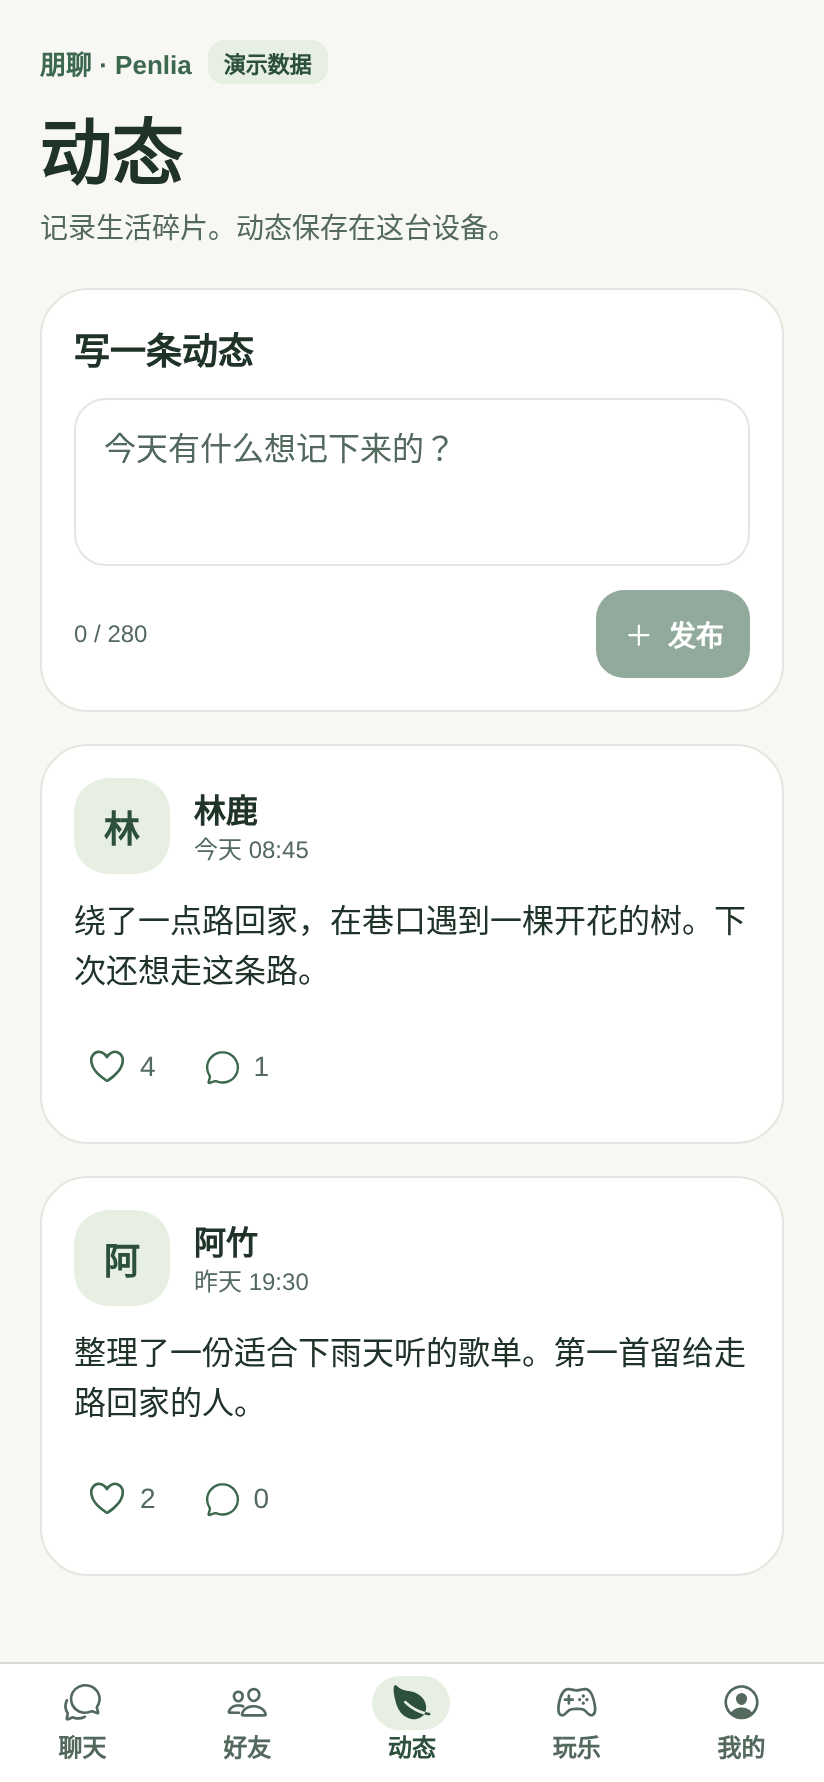 朋聊 · Penlia 演示数据
动态
记录生活碎片。动态保存在这台设备。
写一条动态
今天有什么想记下来的？
0 / 280
发布
林
林鹿
今天 08:45
绕了一点路回家，在巷口遇到一棵开花的树。下
次还想走这条路。
4 1
阿
阿竹
昨天 19:30
整理了一份适合下雨天听的歌单。第一首留给走
路回家的人。
2 0
聊天 好友 动态 玩乐 我的